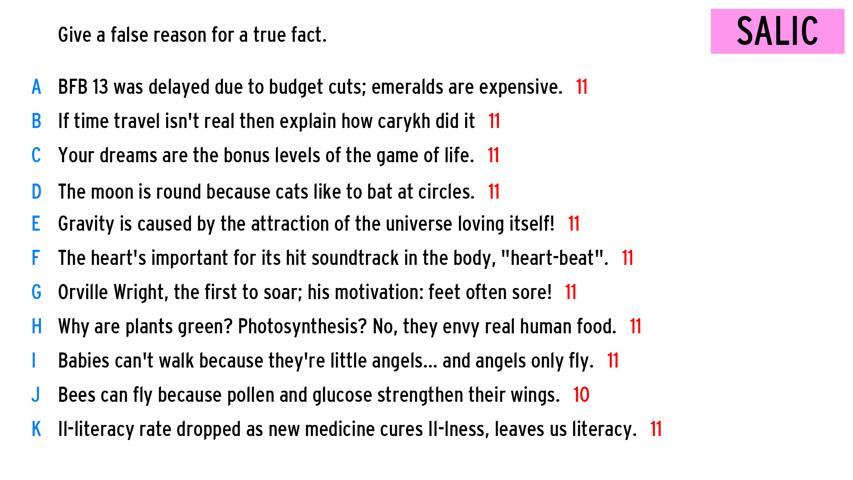 Give a false reason for a true fact.
SALIC
A BFB 13 was delayed due to budget cuts; emeralds are expensive. 11
B If time travel isn't real then explain how carykh did it 11
C Your dreams are the bonus levels of the game of life. 11
D The moon is round because cats like to bat at circles. 11
E Gravity is caused by the attraction of the universe loving itself! 11
F The heart's important for its hit soundtrack in the body, "heart-beat". 11
G Orville Wright, the first to soar; his motivation: feet often sore! 11
H Why are plants green? Photosynthesis? No, they envy real human food. 11
I Babies can't walk because they're little angels... and angels only fly. 11
J Bees can fly because pollen and glucose strengthen their wings. 10
K Il-literacy rate dropped as new medicine cures Il-lness, leaves us literacy. 11